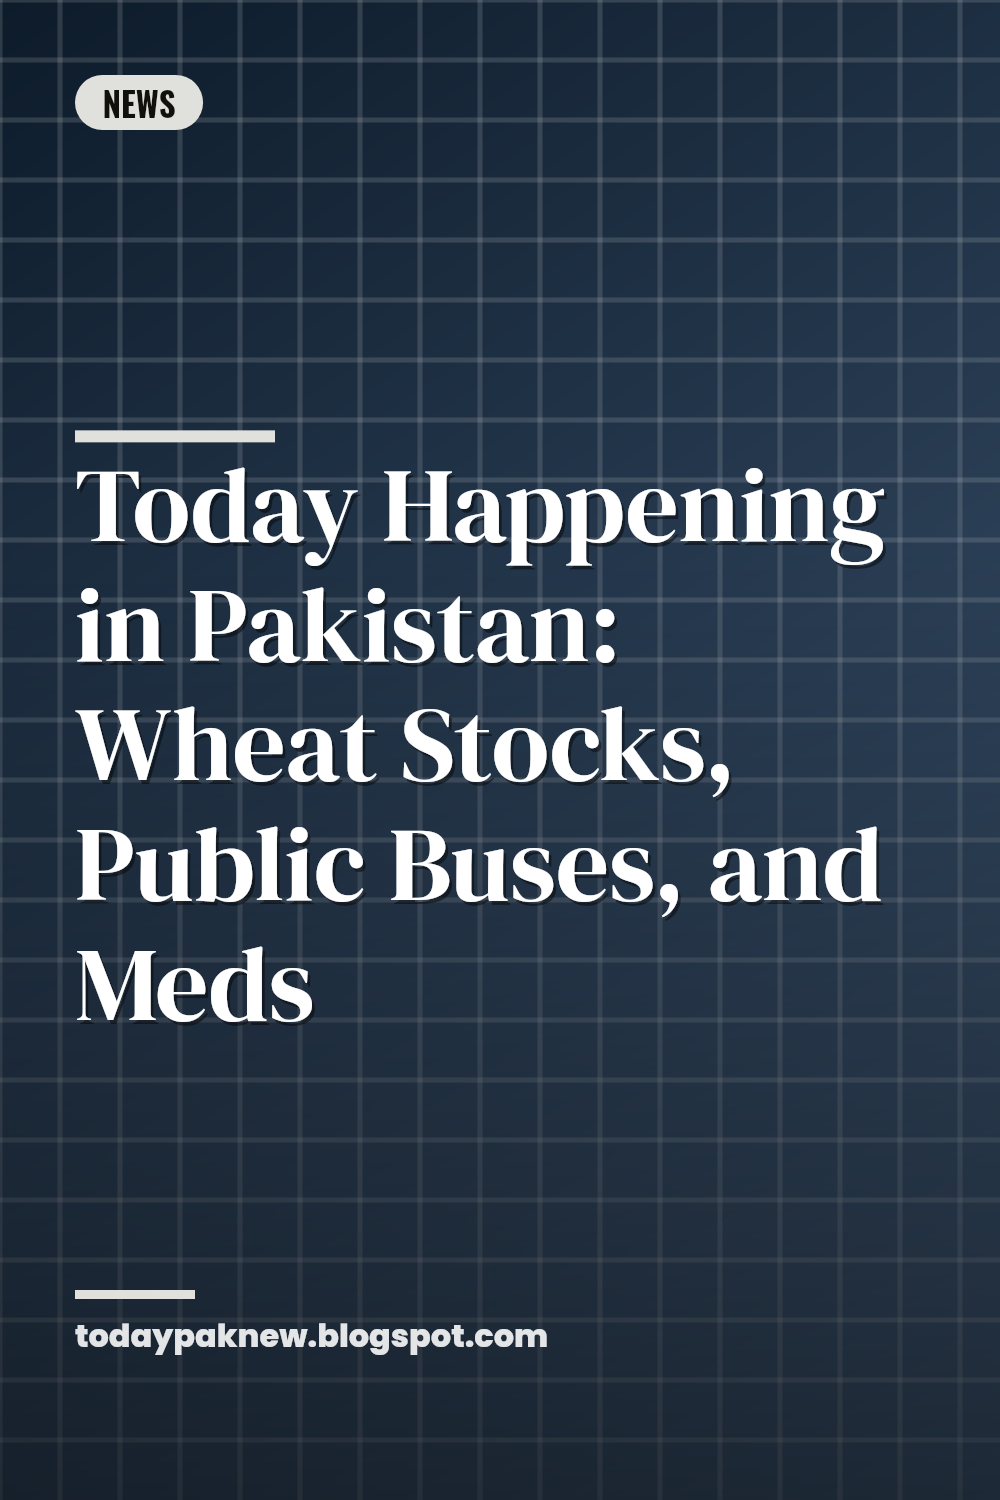 NEWS
Today Happening
in Pakistan:
Wheat Stocks,
Public Buses, and
Meds
todaypaknew.blogspot.com